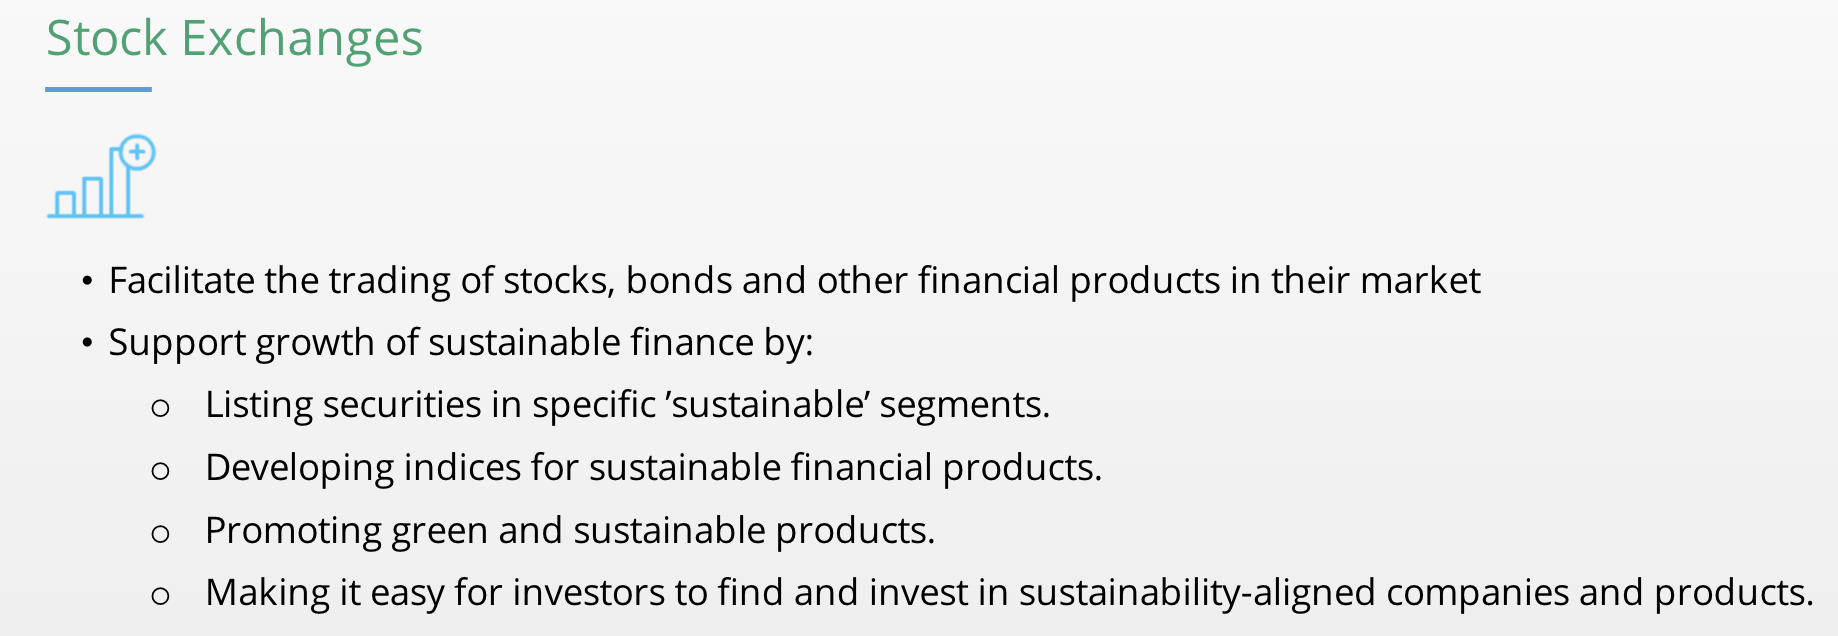 Stock Exchanges
• Facilitate the trading of stocks, bonds and other financial products in their market
• Support growth of sustainable finance by:
o Listing securities in specific ’sustainable’ segments.
o Developing indices for sustainable financial products.
o Promoting green and sustainable products.
o Making it easy for investors to find and invest in sustainability-aligned companies and products.